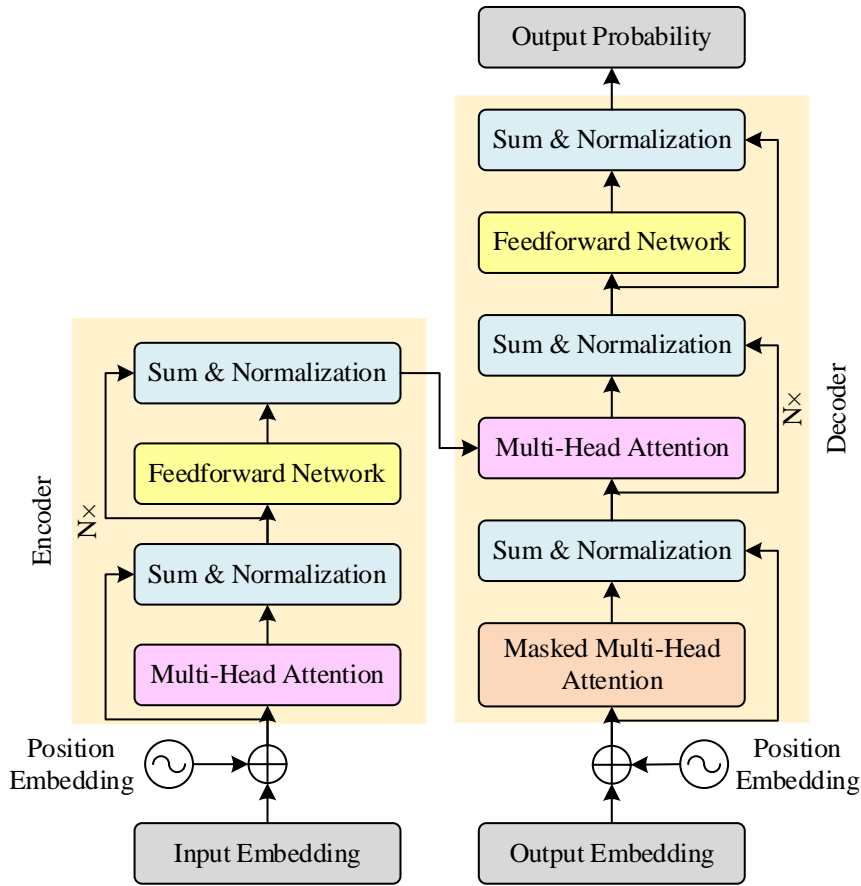 Output Probability
Sum & Normalization
Feedforward Network
Sum & Normalization
Multi-Head Attention
Sum & Normalization
Masked Multi-Head
Attention
N×
Decoder
Position
Embedding
Output Embedding
Sum & Normalization
Feedforward Network
Sum & Normalization
Multi-Head Attention
Encoder
N×
Position
Embedding
Input Embedding